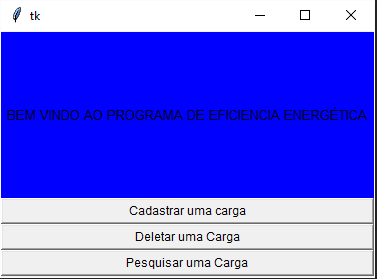 tk
BEM VINDO AO PROGRAMA DE EFICIENCIA ENERGÉTICA
Cadastrar uma carga
Deletar uma Carga
Pesquisar uma Carga